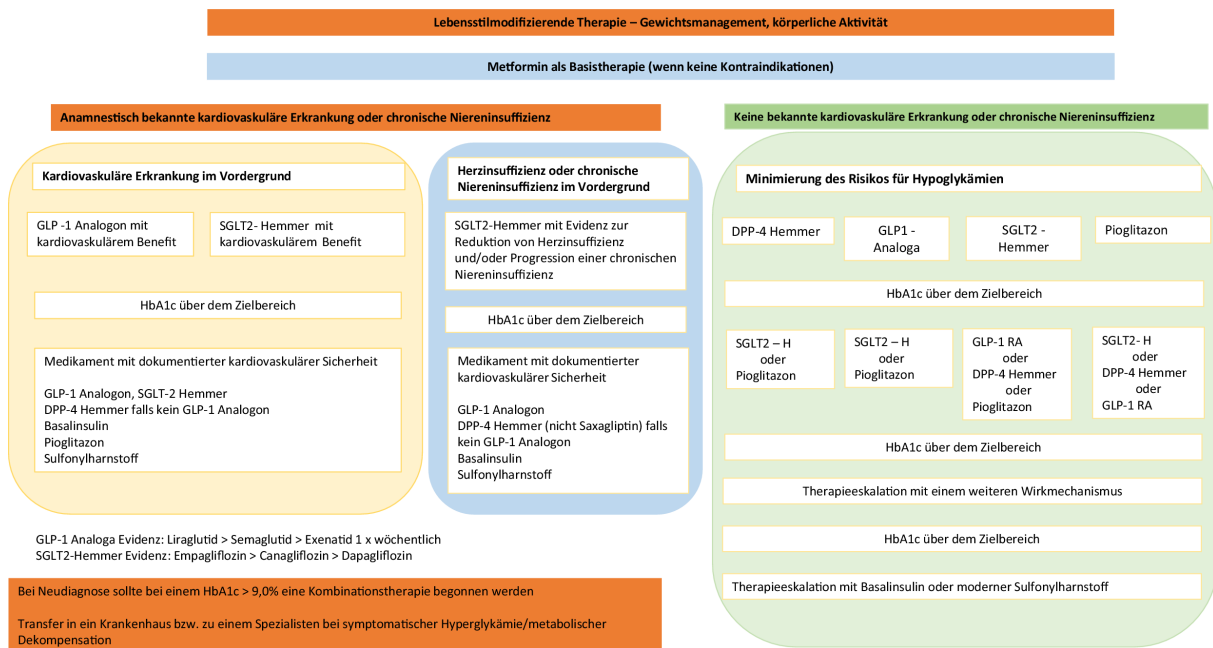 Lebensstilmodifizierende Therapie – Gewichtsmanagement, körperliche Aktivität
Metformin als Basistherapie (wenn keine Kontraindikationen)
Anamnestisch bekannte kardiovaskuläre Erkrankung oder chronische Niereninsuffizienz
Kardiovaskuläre Erkrankung im Vordergrund
GLP -1 Analogon mit
kardiovaskulärem Benefit
SGLT2- Hemmer mit
kardiovaskulärem Benefit
HbA1c über dem Zielbereich
Medikament mit dokumentierter kardiovaskulärer Sicherheit
GLP-1 Analogon, SGLT-2 Hemmer
DPP-4 Hemmer falls kein GLP-1 Analogon
Basalinsulin
Pioglitazon
Sulfonylharnstoff
Herzinsuffizienz oder chronische
Niereninsuffizienz im Vordergrund
SGLT2-Hemmer mit Evidenz zur
Reduktion von Herzinsuffizienz
und/oder Progression einer chronischen
Niereninsuffizienz
HbA1c über dem Zielbereich
Medikament mit dokumentierter
kardiovaskulärer Sicherheit
GLP-1 Analogon
DPP-4 Hemmer (nicht Saxagliptin) falls
kein GLP-1 Analogon
Basalinsulin
Sulfonylharnstoff
GLP-1 Analoga Evidenz: Liraglutid > Semaglutid > Exenatid 1 x wöchentlich
SGLT2-Hemmer Evidenz: Empagliflozin > Canagliflozin > Dapagliflozin
Bei Neudiagnose sollte bei einem HbA1c > 9,0% eine Kombinationstherapie begonnen werden
Transfer in ein Krankenhaus bzw. zu einem Spezialisten bei symptomatischer Hyperglykämie/metabolischer
Dekompensation
Keine bekannte kardiovaskuläre Erkrankung oder chronische Niereninsuffizienz
Minimierung des Risikos für Hypoglykämien
DPP-4 Hemmer
GLP1 -
Analoga
SGLT2 -
Hemmer
Pioglitazon
HbA1c über dem Zielbereich
SGLT2 – H
oder
Pioglitazon
SGLT2 – H
oder
Pioglitazon
GLP-1 RA
oder
DPP-4 Hemmer
oder
Pioglitazon
SGLT2- H
oder
DPP-4 Hemmer
oder
GLP-1 RA
HbA1c über dem Zielbereich
Therapieeskalation mit einem weiteren Wirkmechanismus
HbA1c über dem Zielbereich
Therapieeskalation mit Basalinsulin oder moderner Sulfonylharnstoff